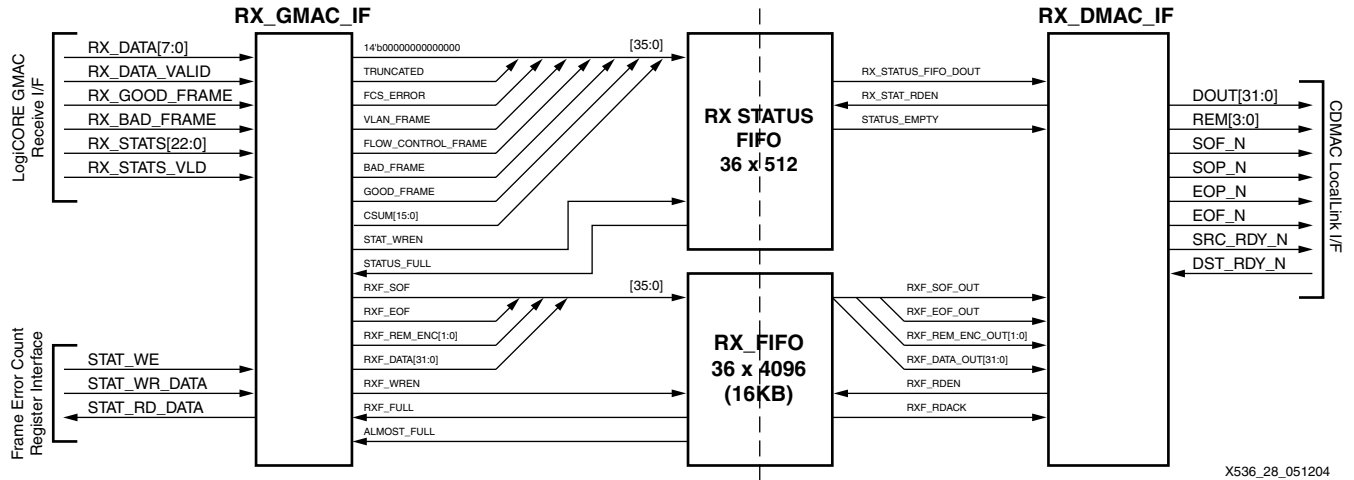 RX_GMAC_IF
RX_DMAC_IF
LogiCORE GMAC
Receive I/F
RX_DATA[7:0]
RX_DATA_VALID
RX_GOOD_FRAME
RX_BAD_FRAME
RX_STATS[22:0]
RX_STATS_VLD
Frame Error Count
Register Interface
STAT_WE
STAT_WR_DATA
STAT_RD_DATA
14'b00000000000000
[35:0]
TRUNCATED
FCS_ERROR
VLAN_FRAME
FLOW_CONTROL_FRAME
BAD_FRAME
GOOD_FRAME
CSUM[15:0]
STAT_WREN
STATUS_FULL
RXF_SOF
[35:0]
RXF_EOF
RXF_REM_ENC[1:0]
RXF_DATA[31:0]
RXF_WREN
RXF_FULL
ALMOST_FULL
RX STATUS
FIFO
36 x 512
RX_FIFO
36 x 4096
(16KB)
RX_STATUS_FIFO_DOUT
RX_STAT_RDEN
STATUS_EMPTY
RXF_SOF_OUT
RXF_EOF_OUT
RXF_REM_ENC_OUT[1:0]
RXF_DATA_OUT[31:0]
RXF_RDEN
RXF_RDACK
DOUT[31:0]
REM[3:0]
SOF_N
SOP_N
EOP_N
EOF_N
SRC_RDY_N
DST_RDY_N
CDMAC LocalLink I/F
X536_28_051204